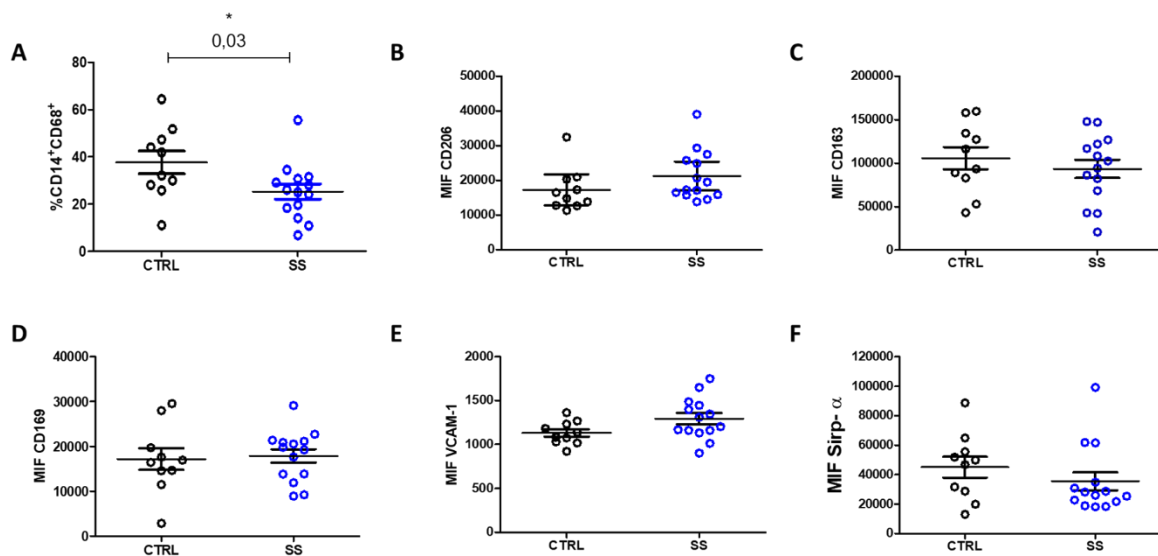 *
0,03
A
%CD14⁺CD68⁺
80
60
40
20
0
CTRL SS
B
MIF CD206
50000
40000
30000
20000
10000
0
CTRL SS
C
MIF CD163
200000
150000
100000
50000
0
CTRL SS
D
MIF CD169
40000
30000
20000
10000
0
CTRL SS
E
MIF VCAM-1
2000
1500
1000
500
0
CTRL SS
F
MIF Sirp- α
120000
100000
80000
60000
40000
20000
0
CTRL SS